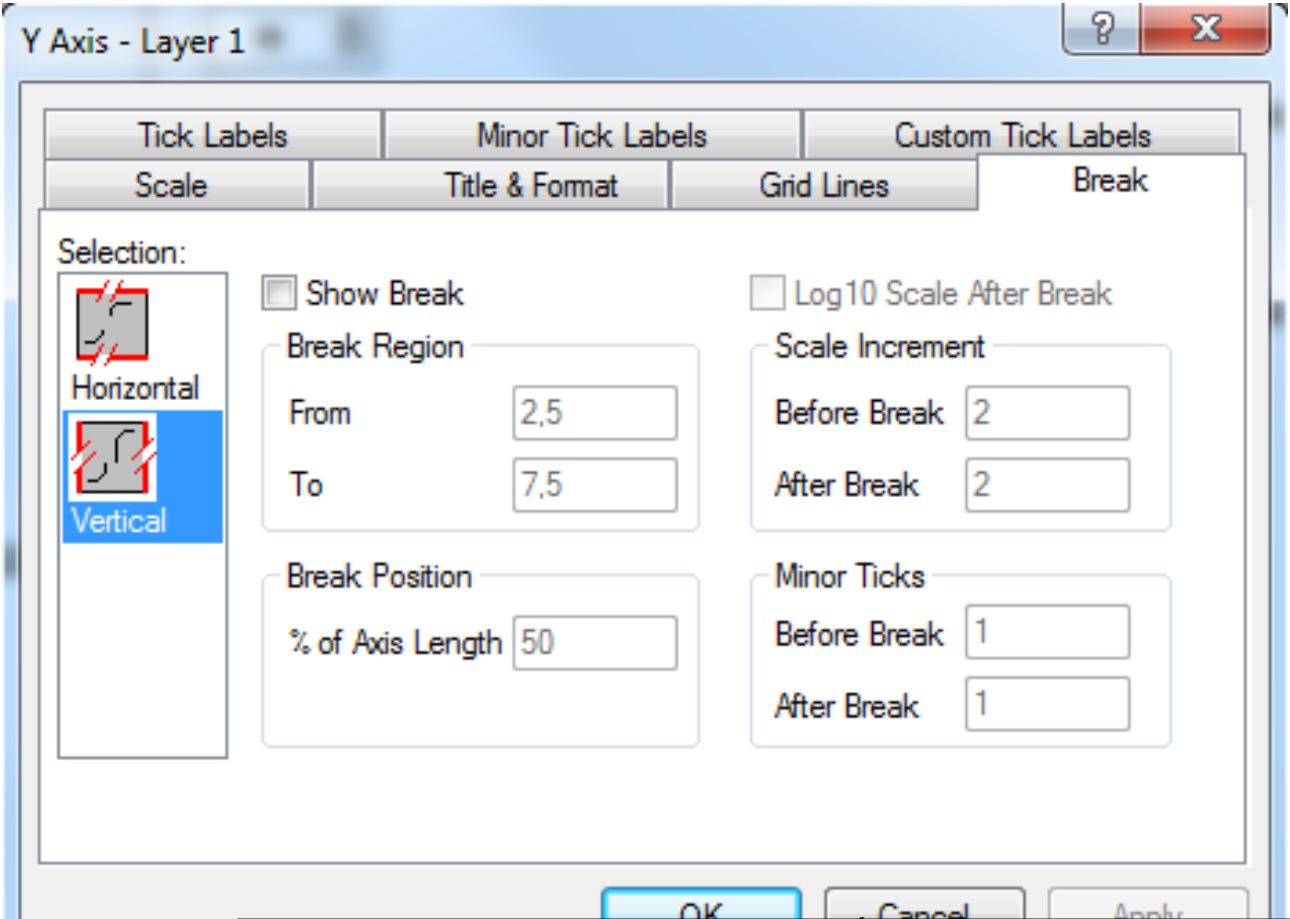 Y Axis - Layer 1
Tick Labels Minor Tick Labels Custom Tick Labels
Scale Title & Format Grid Lines Break
Selection:
Horizontal
Vertical
Show Break
Break Region
From 2,5
To 7,5
Break Position
% of Axis Length 50
Log10 Scale After Break
Scale Increment
Before Break 2
After Break 2
Minor Ticks
Before Break 1
After Break 1
OK Cancel Apply